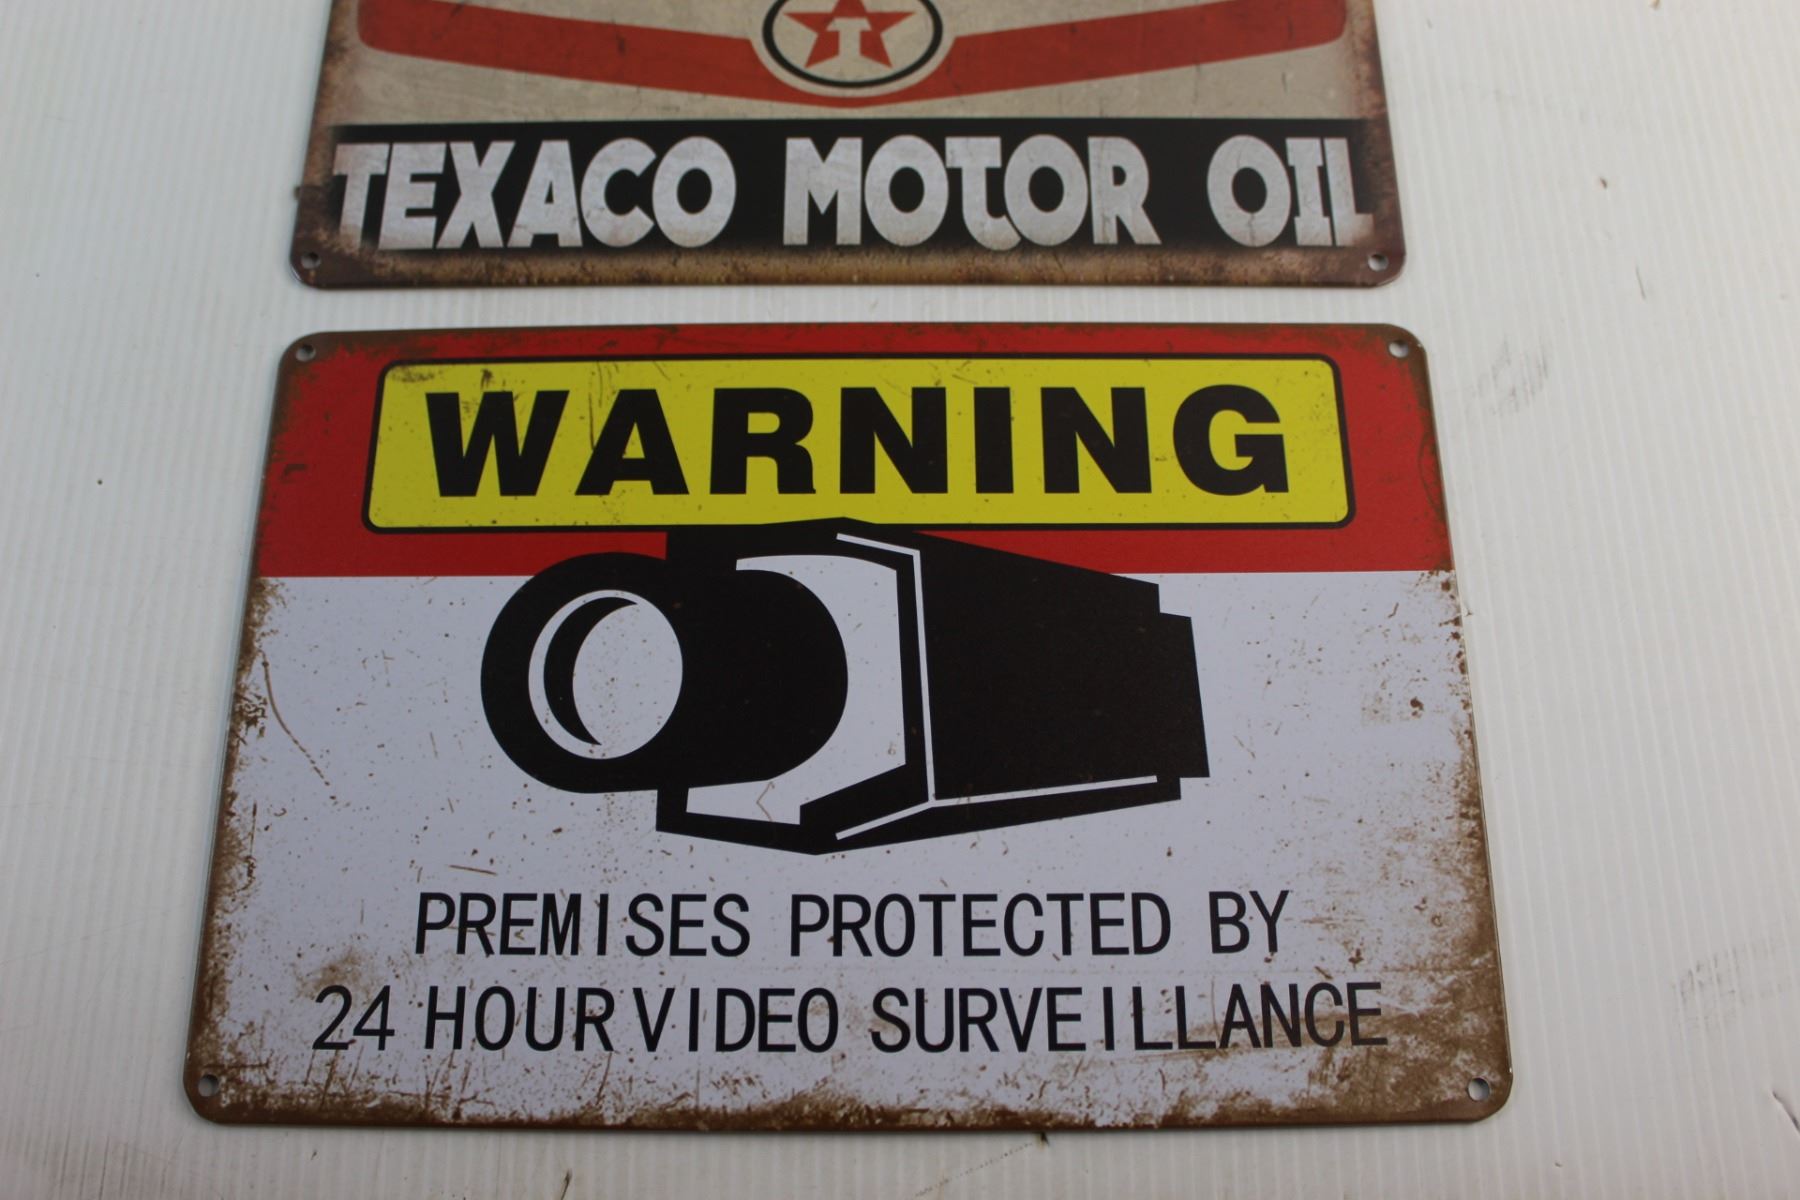 T
TEXACO MOTOR OIL
WARNING
PREMISES PROTECTED BY
24 HOUR VIDEO SURVEILLANCE